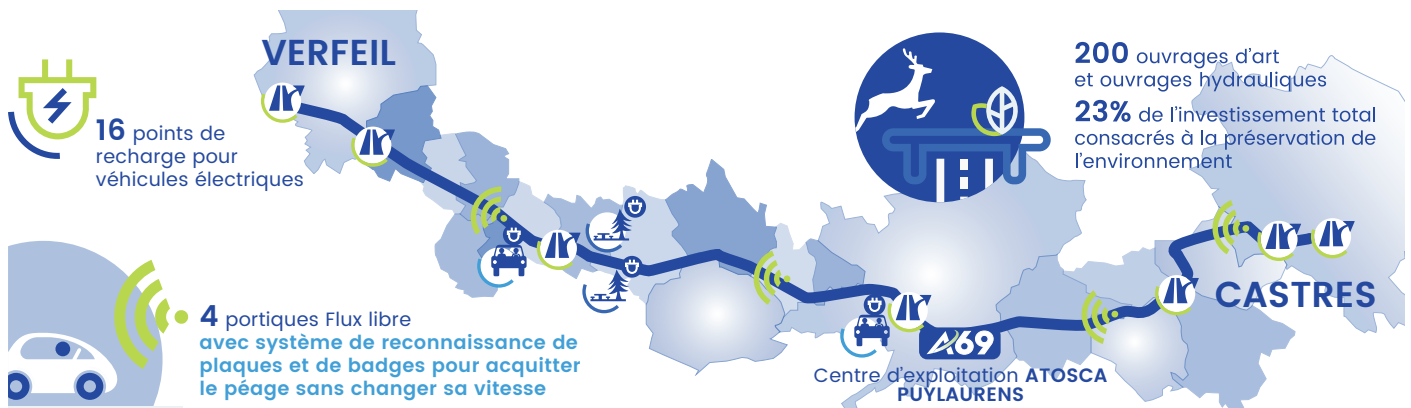 VERFEIL
16 points de
recharge pour
véhicules électriques
200 ouvrages d'art
et ouvrages hydrauliques
23% de l'investissement total
consacrés à la préservation de
l'environnement
CASTRES
4 portiques Flux libre
avec système de reconnaissance de
plaques et de badges pour acquitter
le péage sans changer sa vitesse
A69
Centre d'exploitation ATOSCA
PUYLAURENS